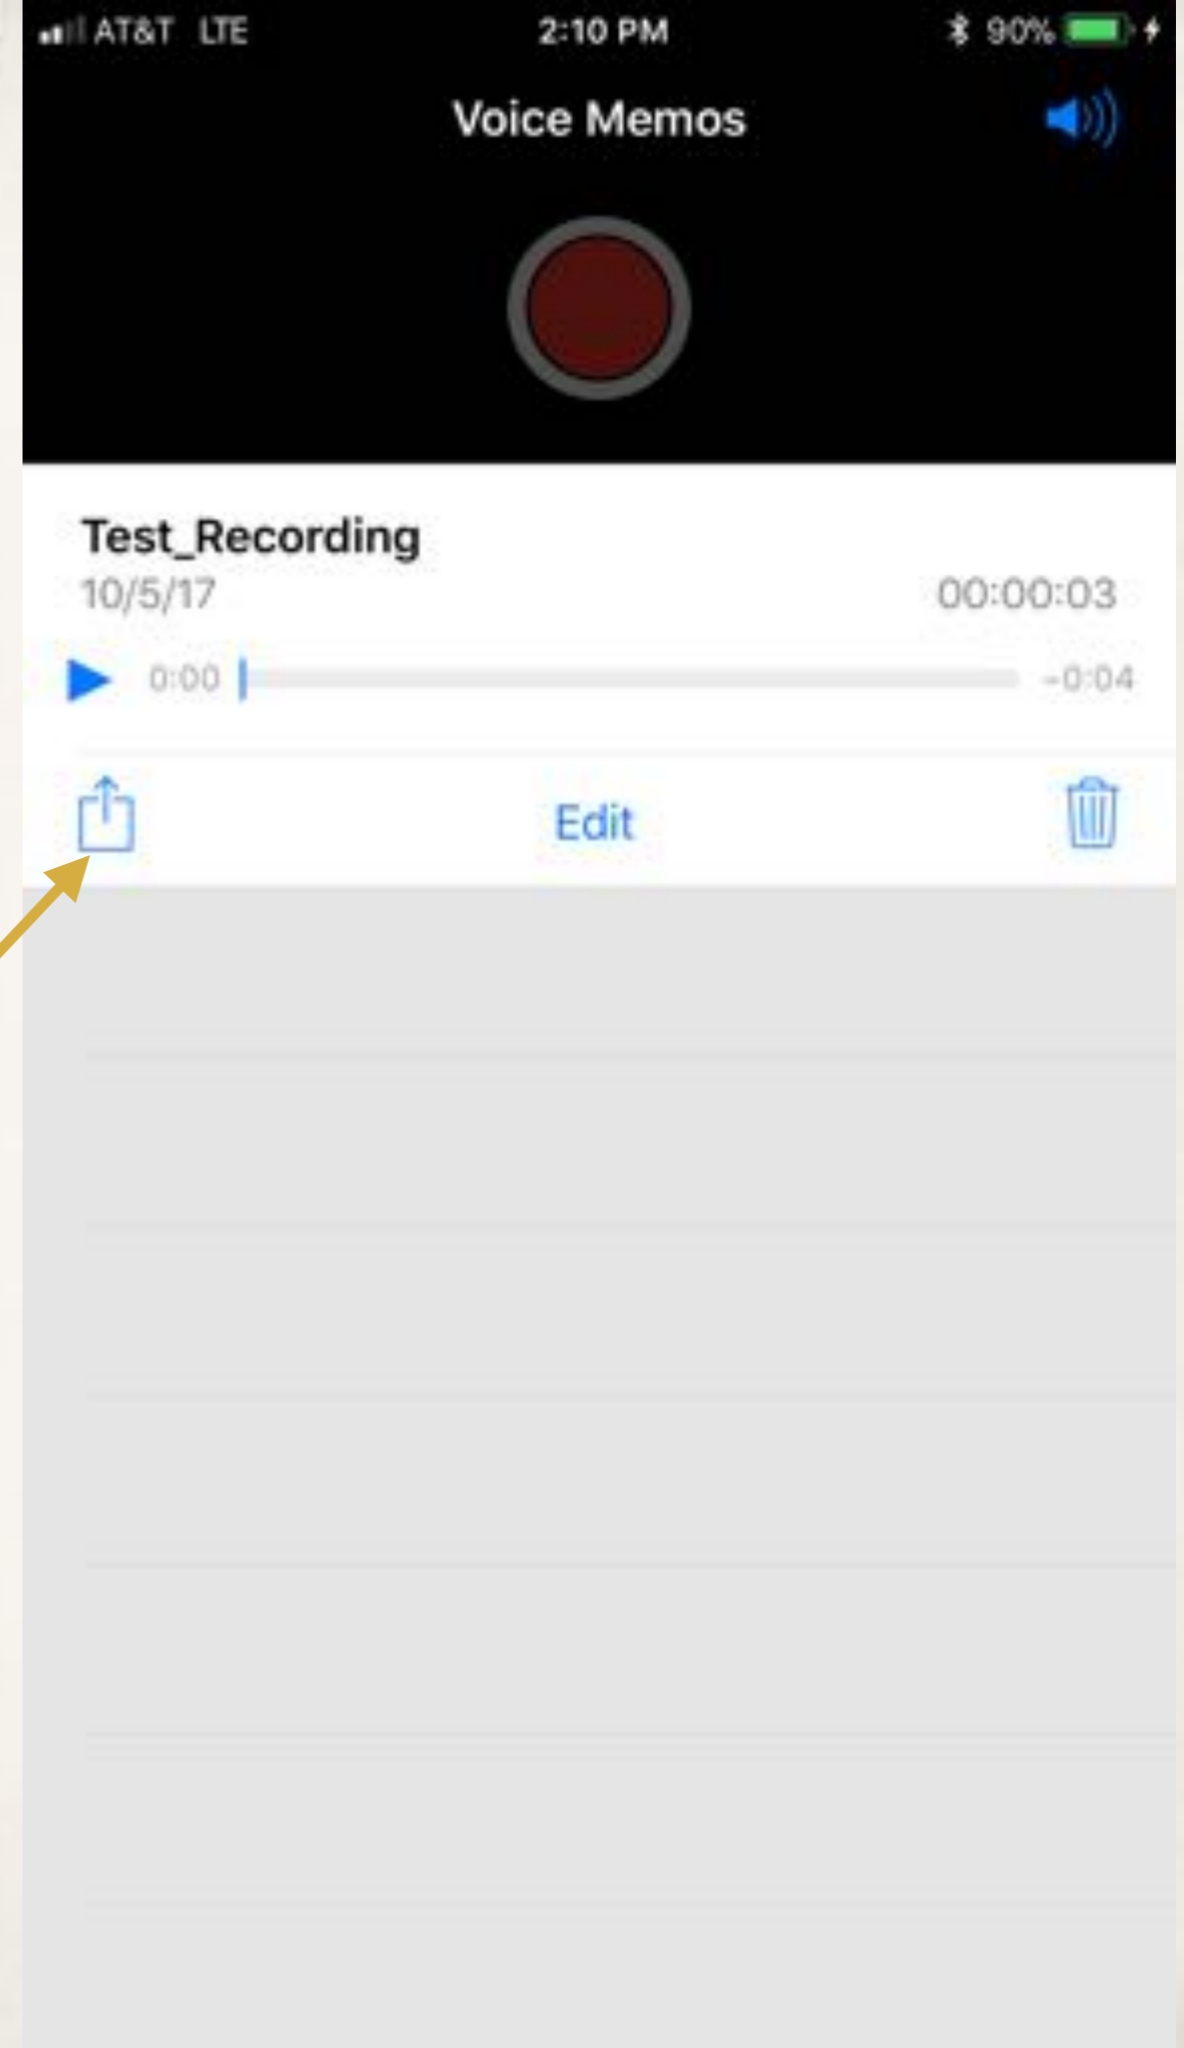 AT&T LTE 2:10 PM 90%
Voice Memos
Test_Recording
10/5/17 00:00:03
0:00 -0:04
Edit